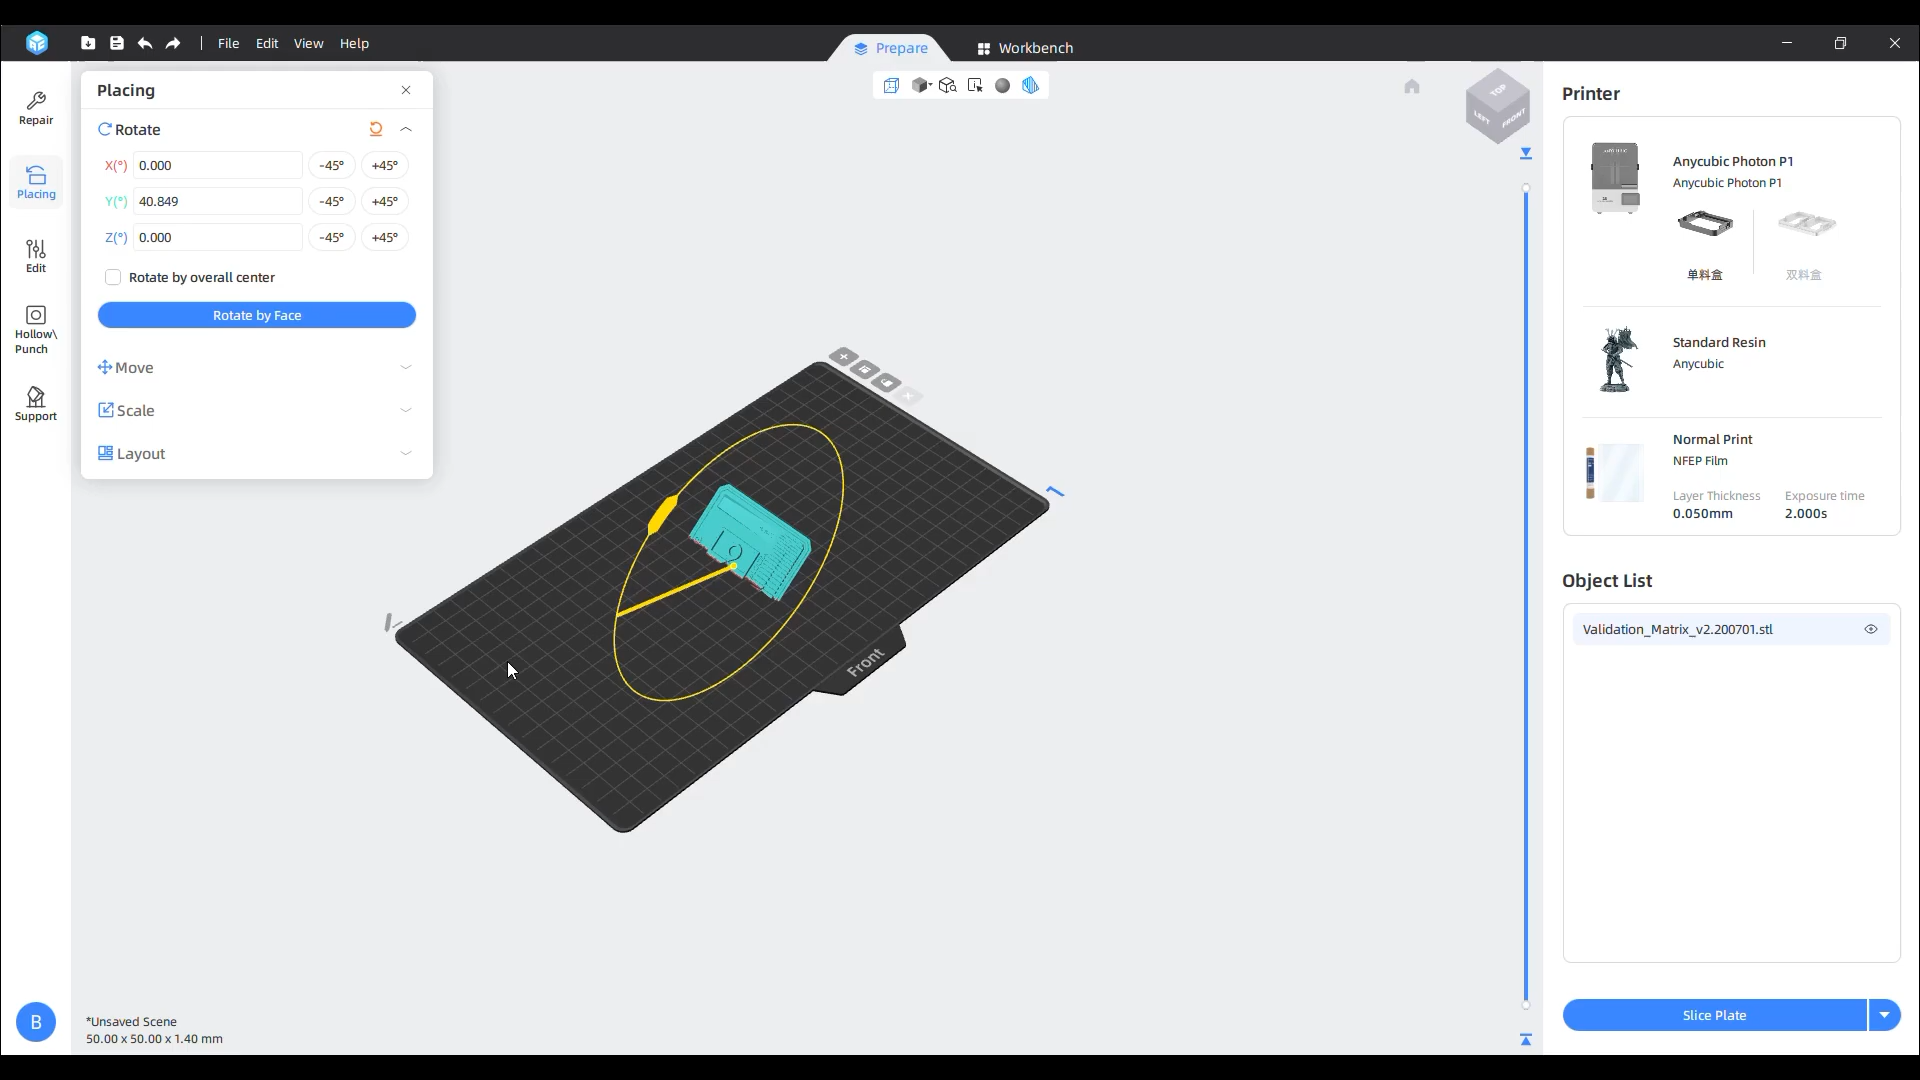 File Edit View Help
Prepare
Workbench
Repair
Placing
Edit
Hollow\
Punch
Support
B
Placing
Rotate
X(°) 0.000 -45° +45°
Y(°) 40.849 -45° +45°
Z(°) 0.000 -45° +45°
Rotate by overall center
Rotate by Face
Move
Scale
Layout
TOP
LEFT
FRONT
Front
*Unsaved Scene
50.00 x 50.00 x 1.40 mm
Printer
Anycubic Photon P1
Anycubic Photon P1
单料盒
双料盒
Standard Resin
Anycubic
Normal Print
NFEP Film
Layer Thickness Exposure time
0.050mm 2.000s
Object List
Validation_Matrix_v2.200701.stl
Slice Plate